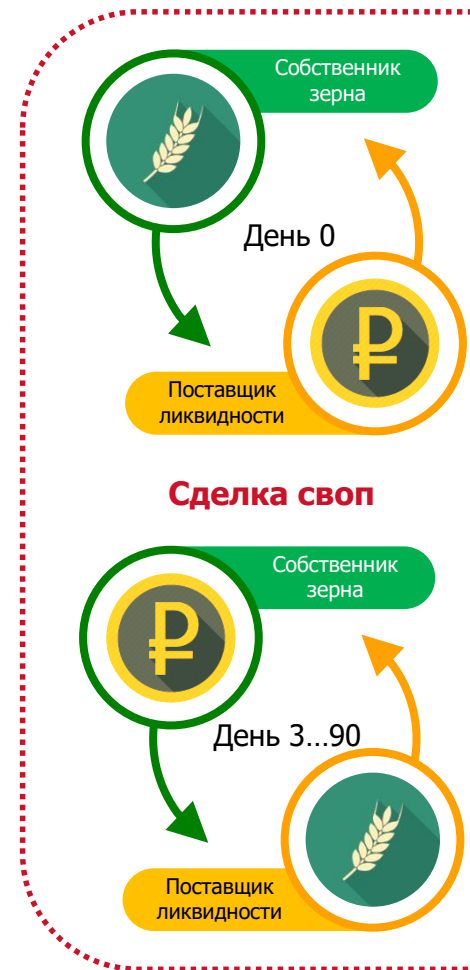 Собственник
зерна
День 0
₽
Поставщик
ликвидности
Сделка своп
Собственник
зерна
₽
День 3...90
Поставщик
ликвидности